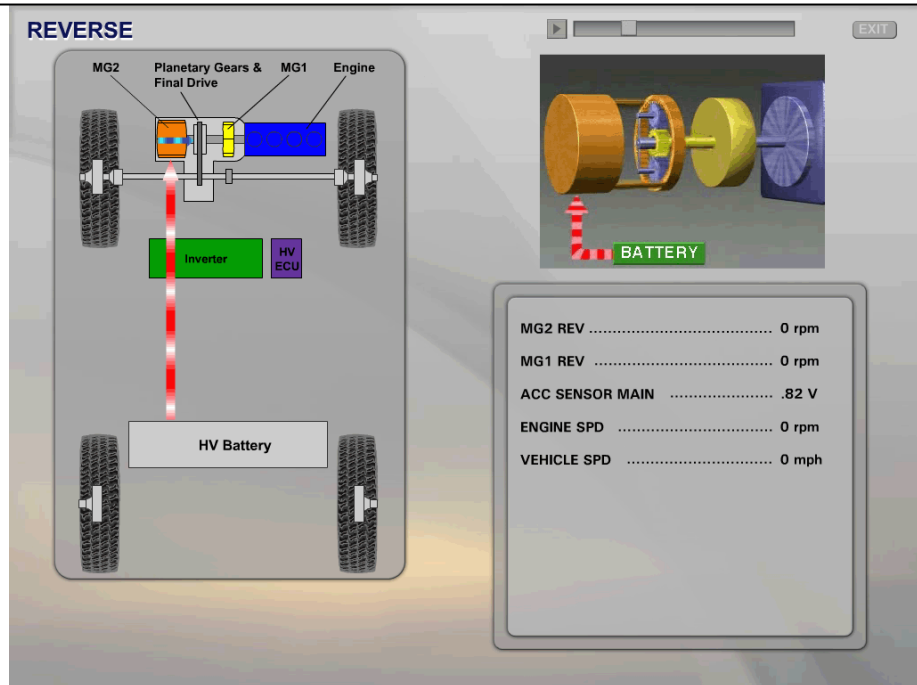 REVERSE
EXIT
MG2
Planetary Gears &
Final Drive
MG1
Engine
Inverter
HV
ECU
HV Battery
BATTERY
MG2 REV ................................. 0 rpm
MG1 REV ................................ 0 rpm
ACC SENSOR MAIN ................... .82 V
ENGINE SPD ............................ 0 rpm
VEHICLE SPD .......................... 0 mph